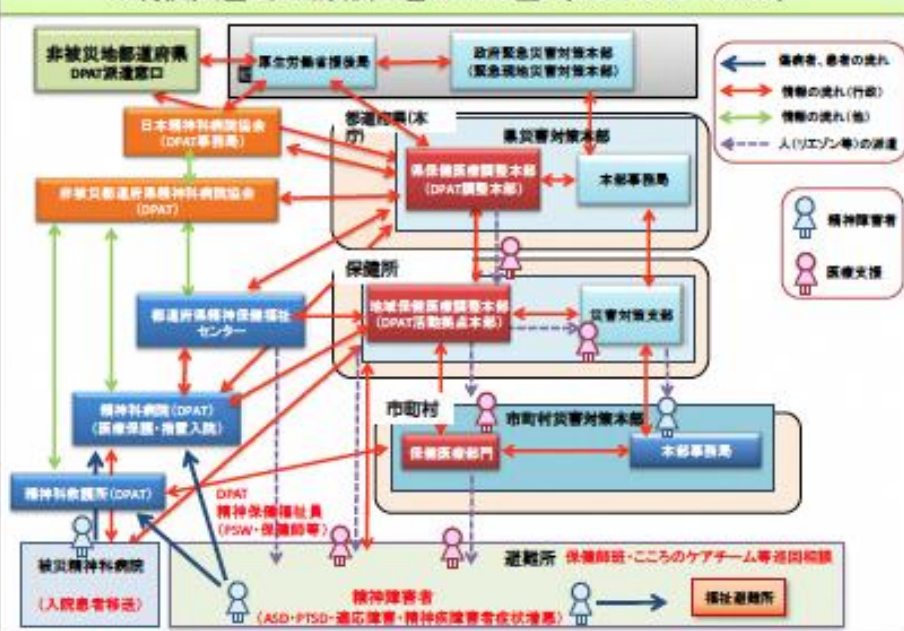 非被災地都道府県
DPAT派遣窓口
厚生労働省援護局
政府緊急災害対策本部
(緊急現地災害対策本部)
傷病者、患者の流れ
情報の流れ(行政)
情報の流れ(他)
人(リエゾン等)の派遣
日本精神科病院協会
(DPAT事務局)
都道府県(本庁)
県災害対策本部
県保健医療調整本部
(DPAT調整本部)
本部事務局
非被災都道府県精神科病院協会
(DPAT)
精神障害者
医療支援
保健所
都道府県精神保健福祉
センター
地域保健医療調整本部
(DPAT活動拠点本部)
災害対策支部
精神科病院(DPAT)
(医療保護・措置入院)
市町村
市町村災害対策本部
保健医療部門
本部事務局
精神科救護所(DPAT)
DPAT
精神保健福祉士
(PSW・保健師等)
被災精神科病院
(入院患者移送)
避難所
保健師班・こころのケアチーム等巡回相談
精神障害者
(ASD・PTSD・適応障害・精神疾障害者症状増悪)
福祉避難所